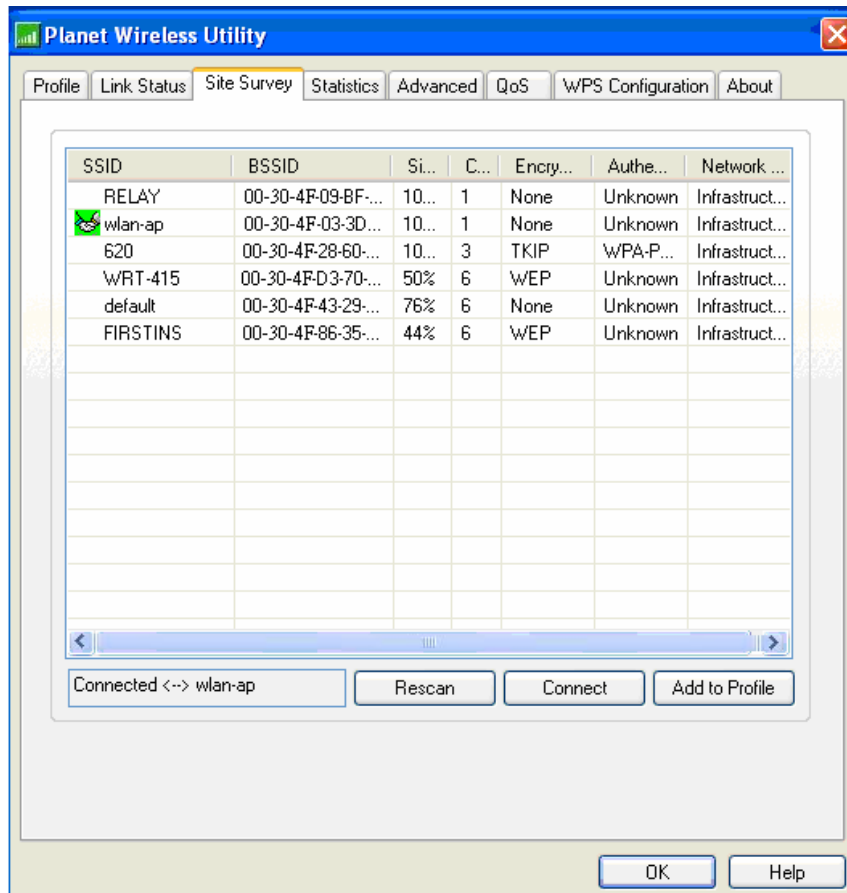 Planet Wireless Utility
Profile Link Status Site Survey Statistics Advanced QoS WPS Configuration About
SSID BSSID Si... C... Encry... Authe... Network ...
RELAY 00-30-4F-09-BF-... 10... 1 None Unknown Infrastruct...
wlan-ap 00-30-4F-03-3D... 10... 1 None Unknown Infrastruct...
620 00-30-4F-28-60-... 10... 3 TKIP WPA-P... Infrastruct...
WRT-415 00-30-4F-D3-70-... 50% 6 WEP Unknown Infrastruct...
default 00-30-4F-43-29-... 76% 6 None Unknown Infrastruct...
FIRSTINS 00-30-4F-86-35-... 44% 6 WEP Unknown Infrastruct...
Connected <--> wlan-ap Rescan Connect Add to Profile
OK Help